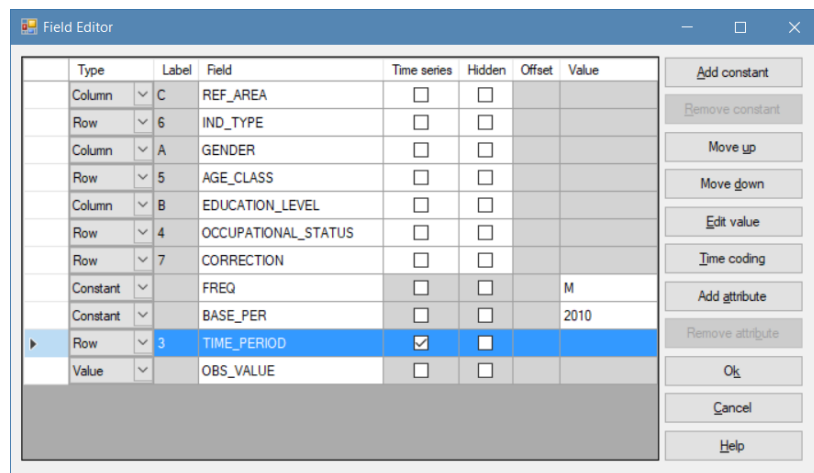 Field Editor
Type Label Field Time series Hidden Offset Value
Column C REF_AREA
Row 6 IND_TYPE
Column A GENDER
Row 5 AGE_CLASS
Column B EDUCATION_LEVEL
Row 4 OCCUPATIONAL_STATUS
Row 7 CORRECTION
Constant FREQ M
Constant BASE_PER 2010
Row 3 TIME_PERIOD
Value OBS_VALUE
Add constant
Remove constant
Move up
Move down
Edit value
Time coding
Add attribute
Remove attribute
Ok
Cancel
Help